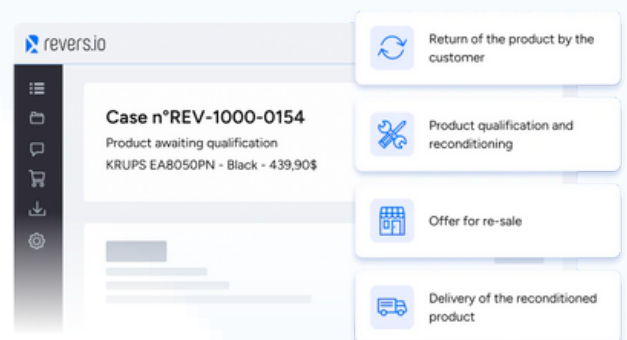 revers.io
Case n°REV-1000-0154
Product awaiting qualification
KRUPS EA8050PN - Black - 439,90$
Return of the product by the
customer
Product qualification and
reconditioning
Offer for re-sale
Delivery of the reconditioned
product